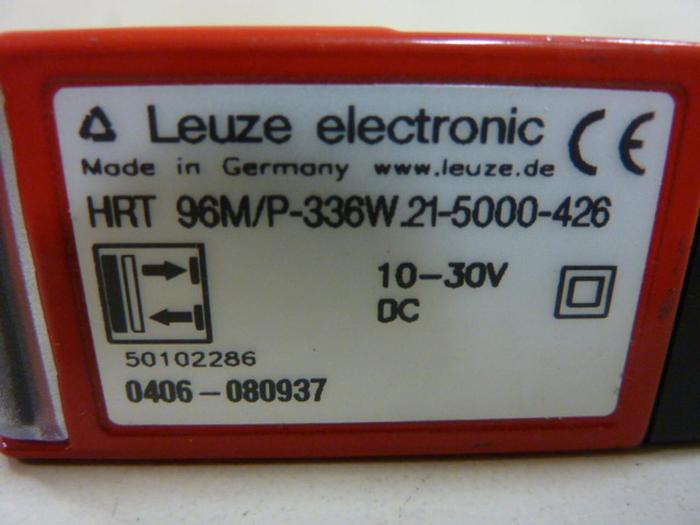 Leuze electronic CE
Made in Germany www.leuze.de
HRT 96M/P-336W.21-5000-426
10-30V
DC
50102286
0406-080937